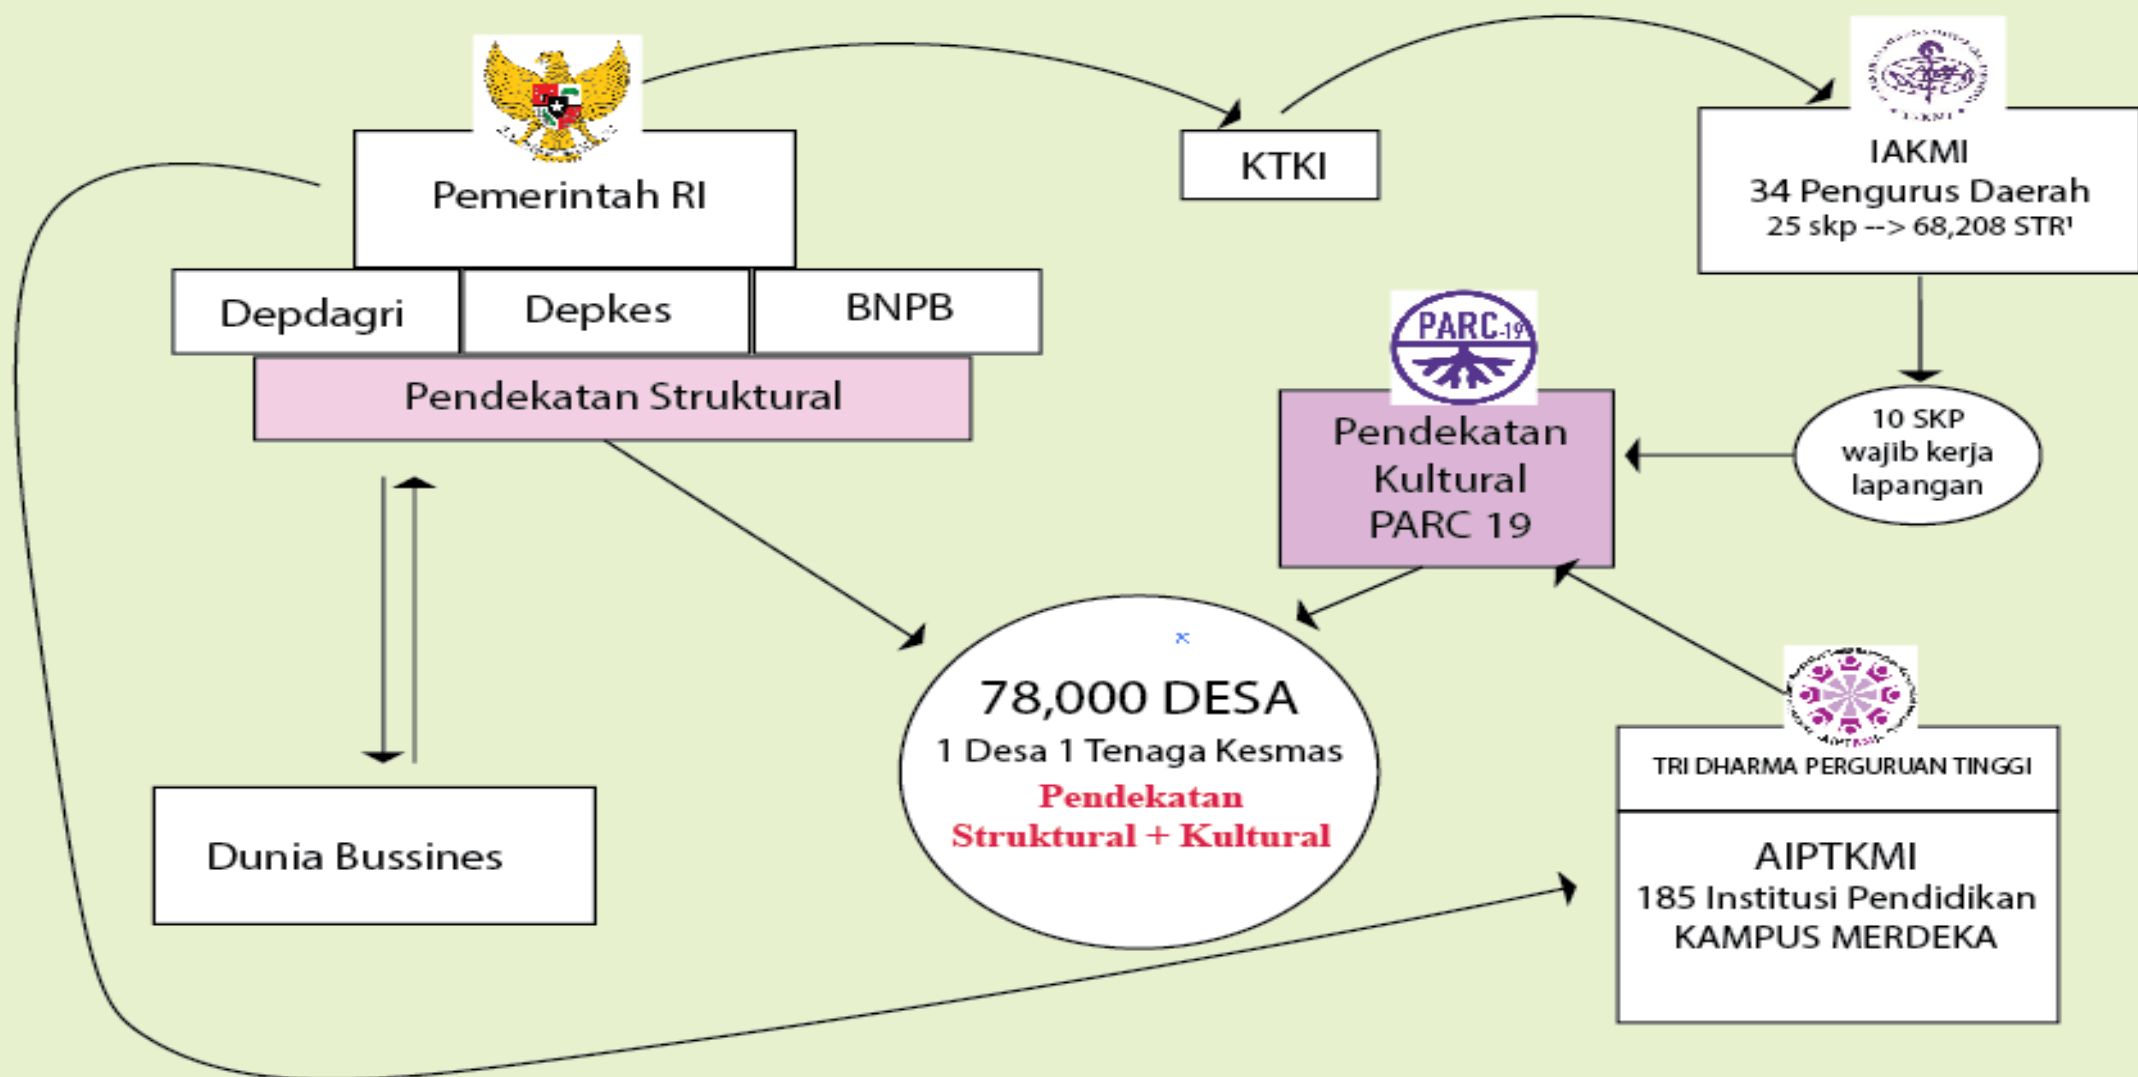 Pemerintah RI
Depdagri
Depkes
BNPB
Pendekatan Struktural
Dunia Bussines
KTKI
IAKMI
34 Pengurus Daerah
25 skp --> 68,208 STR¹
10 SKP
wajib kerja
lapangan
PARC-19
Pendekatan
Kultural
PARC 19
78,000 DESA
1 Desa 1 Tenaga Kesmas
Pendekatan
Struktural + Kultural
TRI DHARMA PERGURUAN TINGGI
AIPTKMI
185 Institusi Pendidikan
KAMPUS MERDEKA